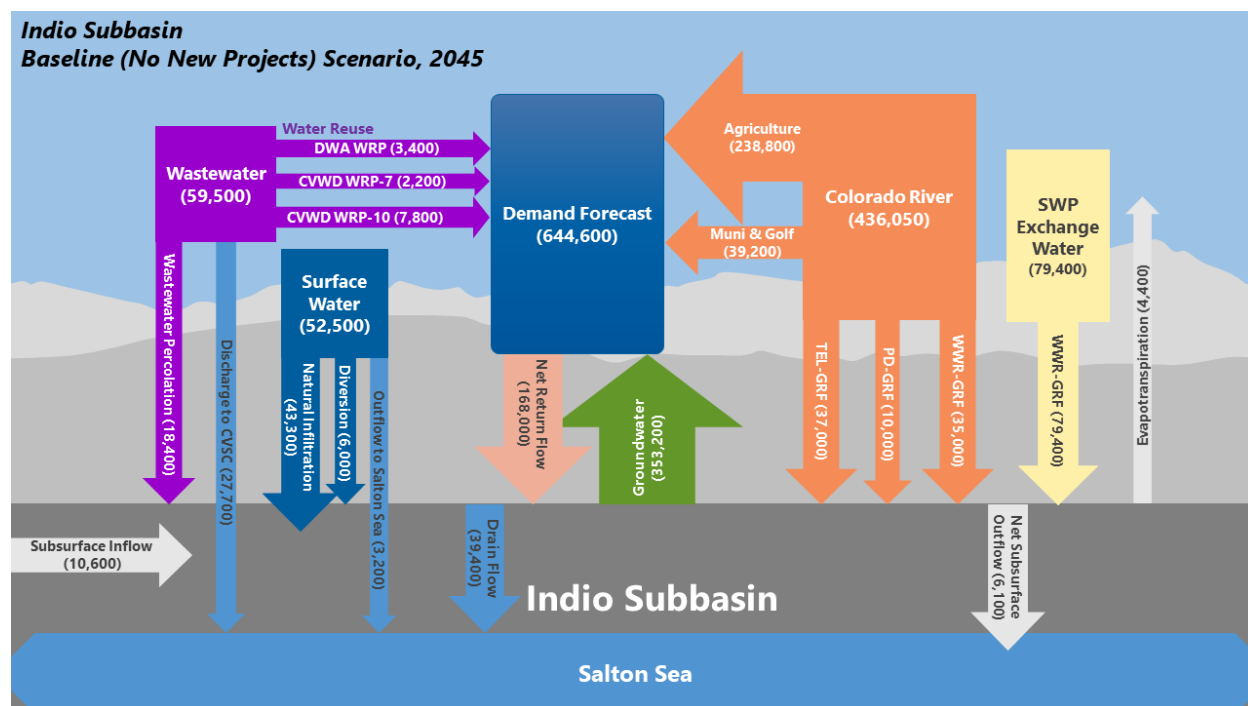 Indio Subbasin
Baseline (No New Projects) Scenario, 2045
Water Reuse
DWA WRP (3,400)
CVWD WRP-7 (2,200)
CVWD WRP-10 (7,800)
Wastewater
(59,500)
Wastewater Percolation (18,400)
Discharge to CVSC (27,700)
Surface
Water
(52,500)
Natural Infiltration
(43,300)
Diversion (6,000)
Outflow to Salton Sea (3,200)
Demand Forecast
(644,600)
Net Return Flow
(168,000)
Groundwater
(353,200)
Agriculture
(238,800)
Muni & Golf
(39,200)
Colorado River
(436,050)
TEL-GRF (37,000)
PD-GRF (10,000)
WWR-GRF (35,000)
SWP
Exchange
Water
(79,400)
WWR-GRF (79,400)
Evapotranspiration (4,400)
Subsurface Inflow
(10,600)
Drain Flow
(39,400)
Net Subsurface
Outflow (6,100)
Indio Subbasin
Salton Sea